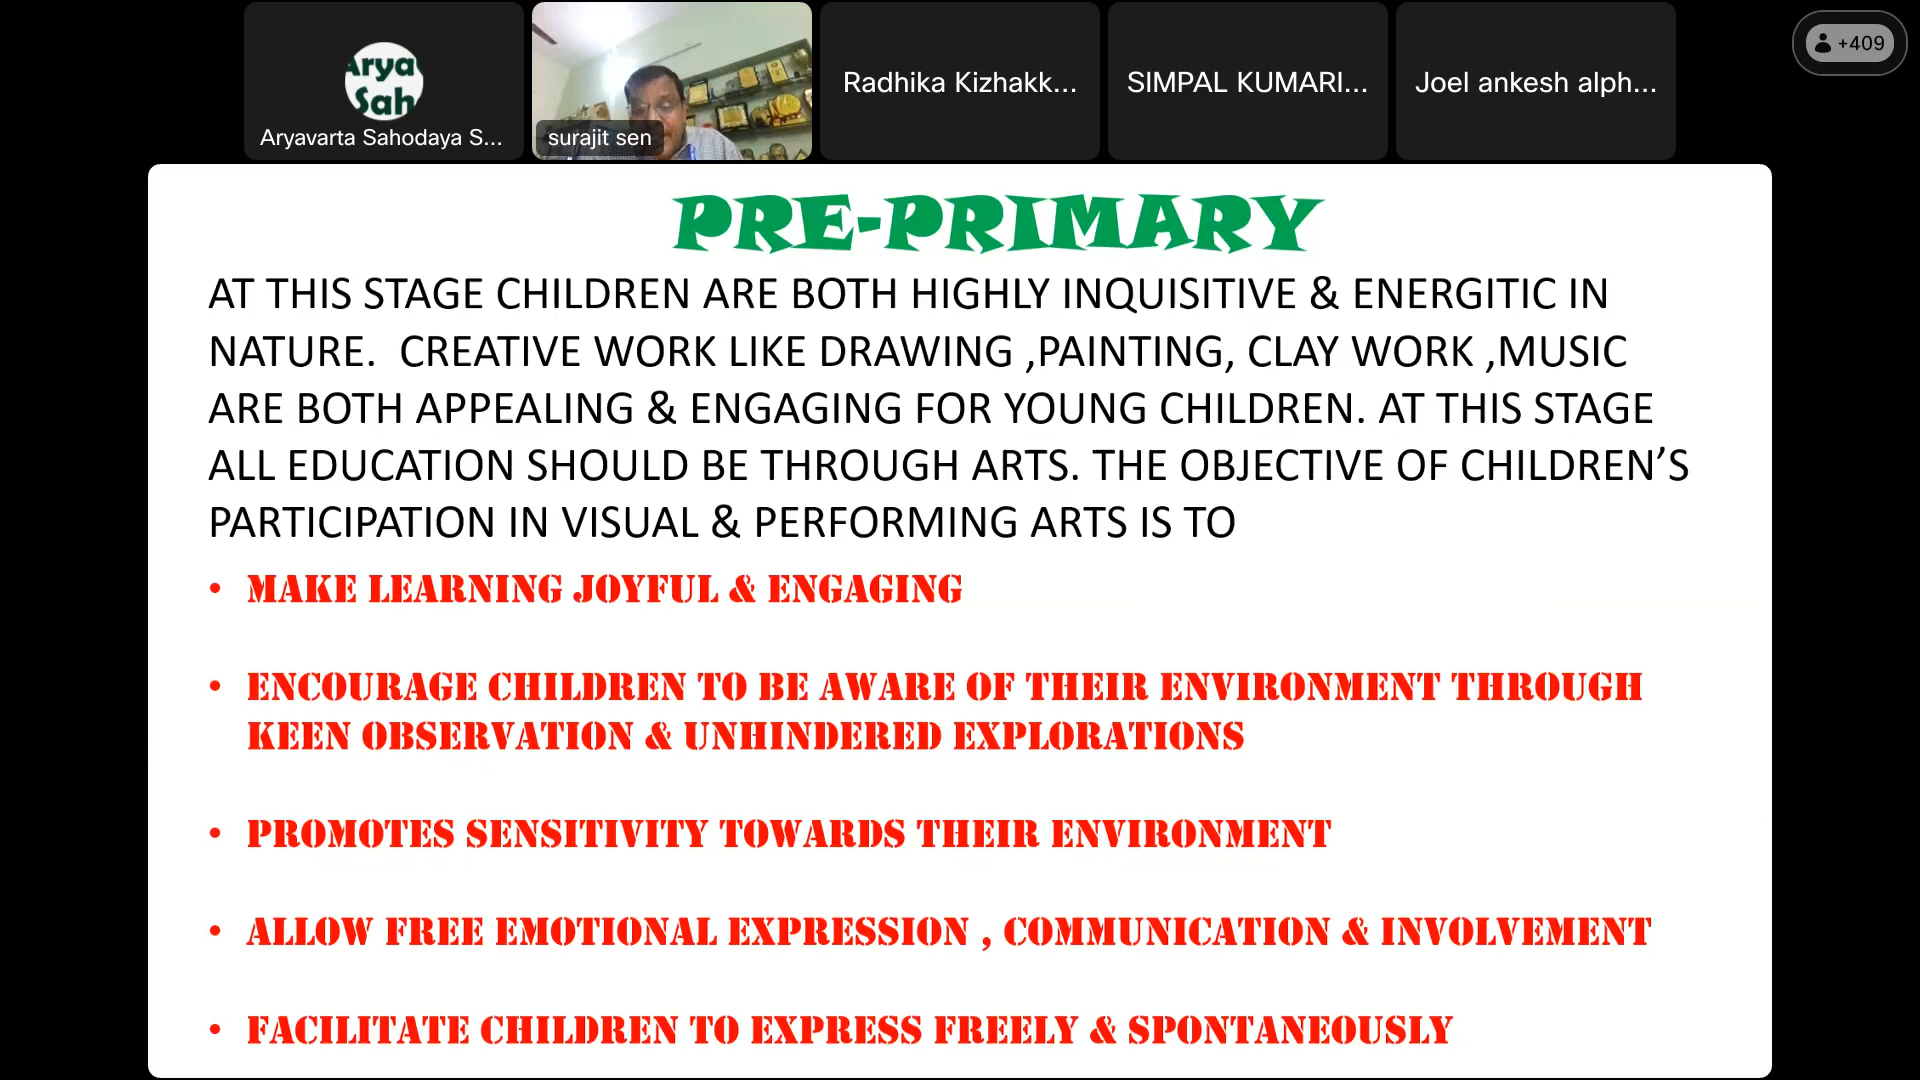 Arya
Sah
Aryavarta Sahodaya S...
surajit sen
Radhika Kizhakk...
SIMPAL KUMARI...
Joel ankesh alph...
+409
PRE-PRIMARY
AT THIS STAGE CHILDREN ARE BOTH HIGHLY INQUISITIVE & ENERGITIC IN
NATURE.  CREATIVE WORK LIKE DRAWING ,PAINTING, CLAY WORK ,MUSIC
ARE BOTH APPEALING & ENGAGING FOR YOUNG CHILDREN. AT THIS STAGE
ALL EDUCATION SHOULD BE THROUGH ARTS. THE OBJECTIVE OF CHILDREN’S
PARTICIPATION IN VISUAL & PERFORMING ARTS IS TO
• MAKE LEARNING JOYFUL & ENGAGING
• ENCOURAGE CHILDREN TO BE AWARE OF THEIR ENVIRONMENT THROUGH
KEEN OBSERVATION & UNHINDERED EXPLORATIONS
• PROMOTES SENSITIVITY TOWARDS THEIR ENVIRONMENT
• ALLOW FREE EMOTIONAL EXPRESSION , COMMUNICATION & INVOLVEMENT
• FACILITATE CHILDREN TO EXPRESS FREELY & SPONTANEOUSLY